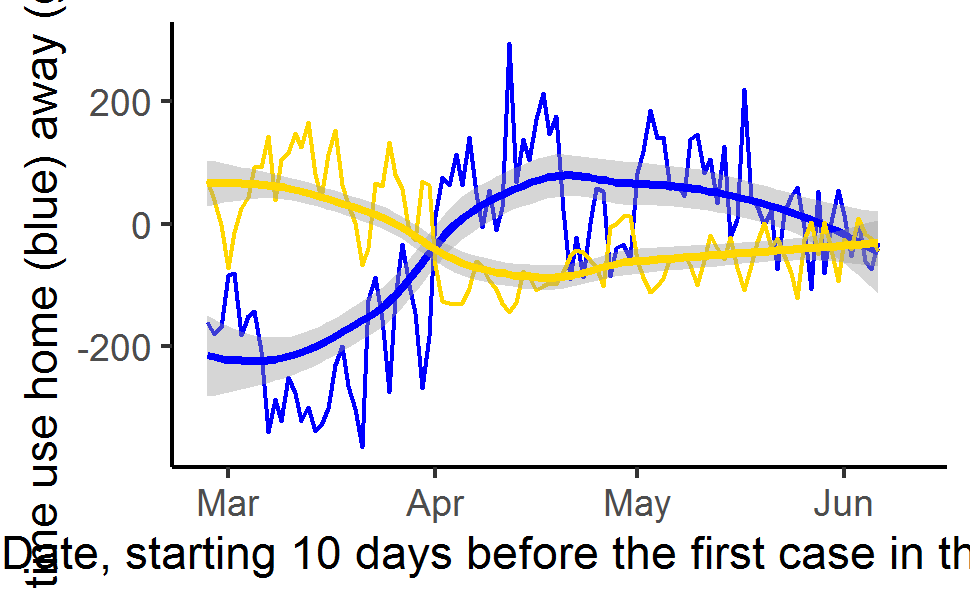 time use home (blue) away (
200
0
-200
Mar Apr May Jun
Date, starting 10 days before the first case in th